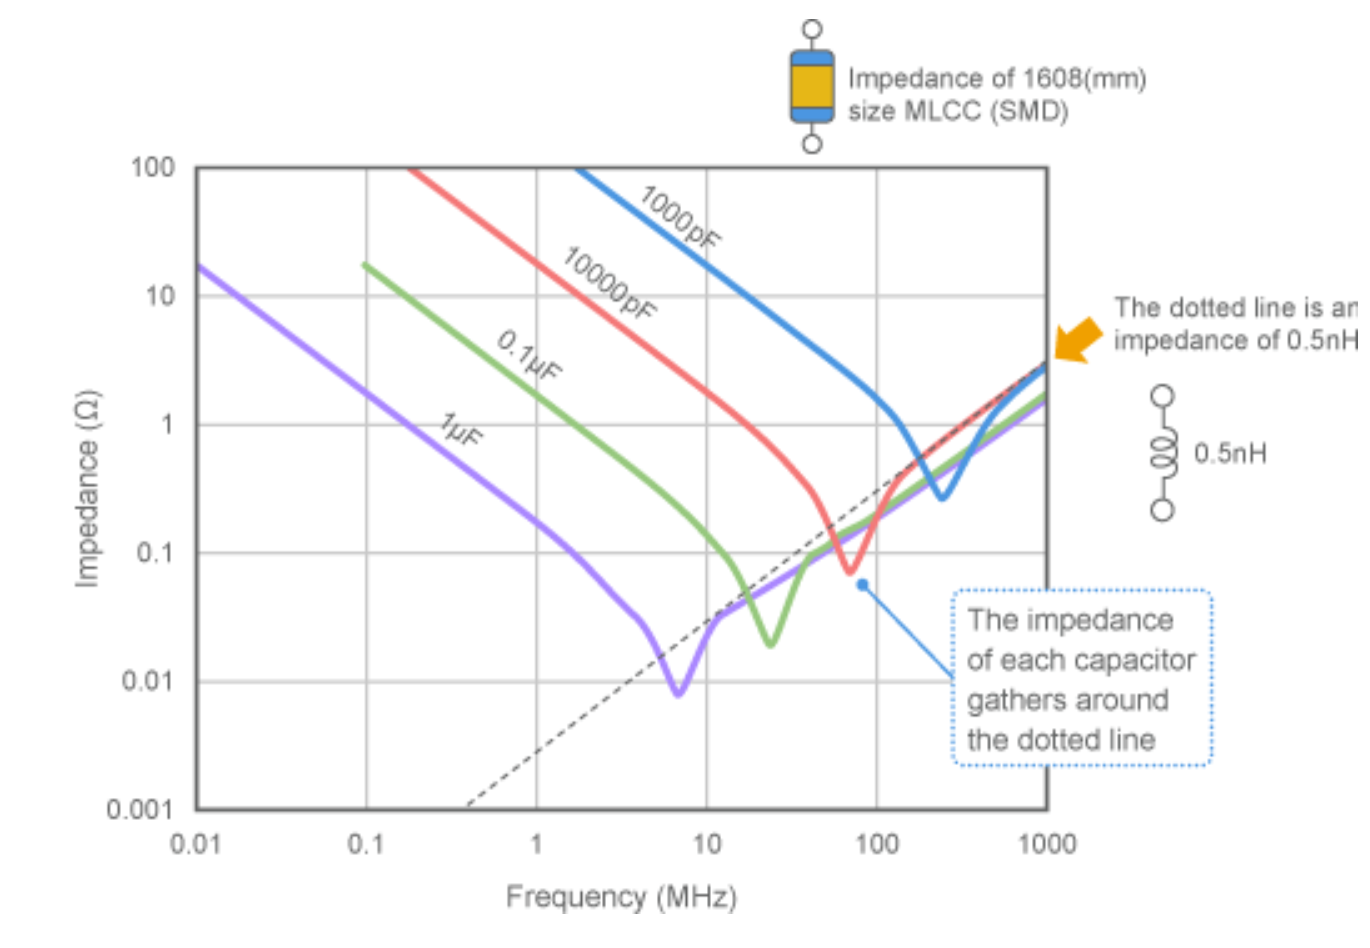 Impedance of 1608(mm)
size MLCC (SMD)
100
10
1
0.1
0.01
0.001
Impedance (Ω)
1000pF
10000pF
0.1µF
1µF
The dotted line is an
impedance of 0.5nH
0.5nH
The impedance
of each capacitor
gathers around
the dotted line
0.01
0.1
1
10
100
1000
Frequency (MHz)